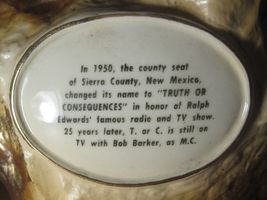 In 1950, the county seat
of Sierra County, New Mexico,
changed its name to "TRUTH OR
CONSEQUENCES" in honor of Ralph
Edwards' famous radio and TV show.
25 years later, T. or C. is still on
TV with Bob Barker, as M.C.